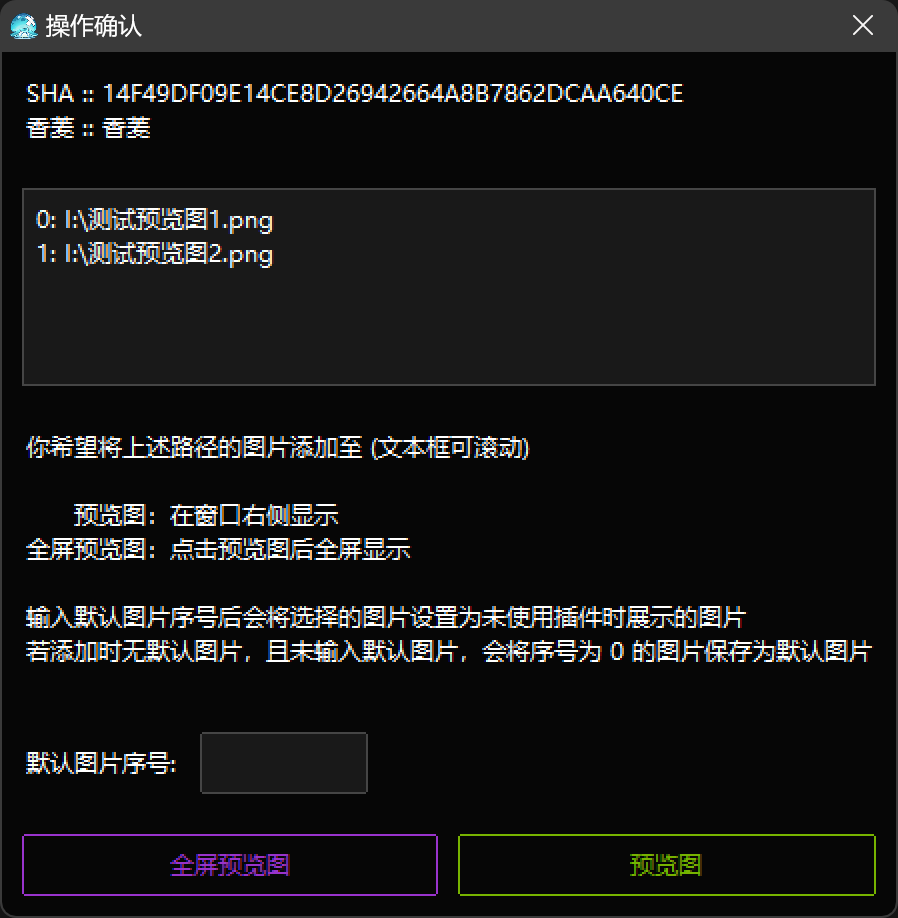 操作确认
SHA :: 14F49DF09E14CE8D26942664A8B7862DCAA640CE
香菱 :: 香菱
0: I:\测试预览图1.png
1: I:\测试预览图2.png
你希望将上述路径的图片添加至 (文本框可滚动)
预览图：在窗口右侧显示
全屏预览图：点击预览图后全屏显示
输入默认图片序号后会将选择的图片设置为未使用插件时展示的图片
若添加时无默认图片，且未输入默认图片，会将序号为 0 的图片保存为默认图片
默认图片序号:
全屏预览图
预览图